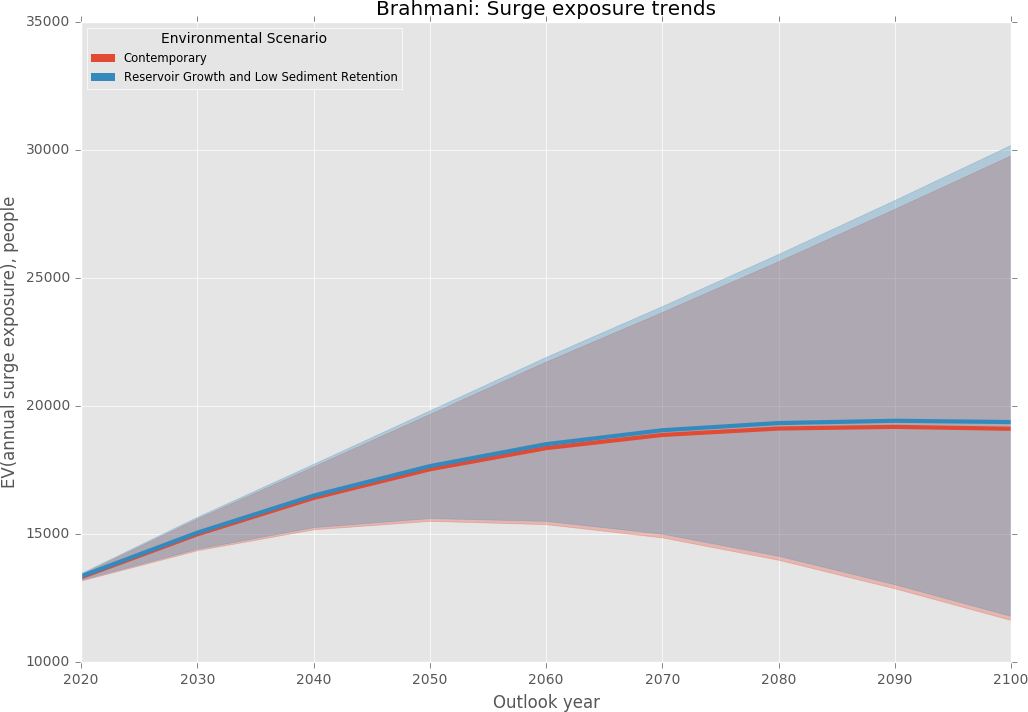 Brahmani: Surge exposure trends
Environmental Scenario
Contemporary
Reservoir Growth and Low Sediment Retention
EV(annual surge exposure), people
35000
30000
25000
20000
15000
10000
2020 2030 2040 2050 2060 2070 2080 2090 2100
Outlook year